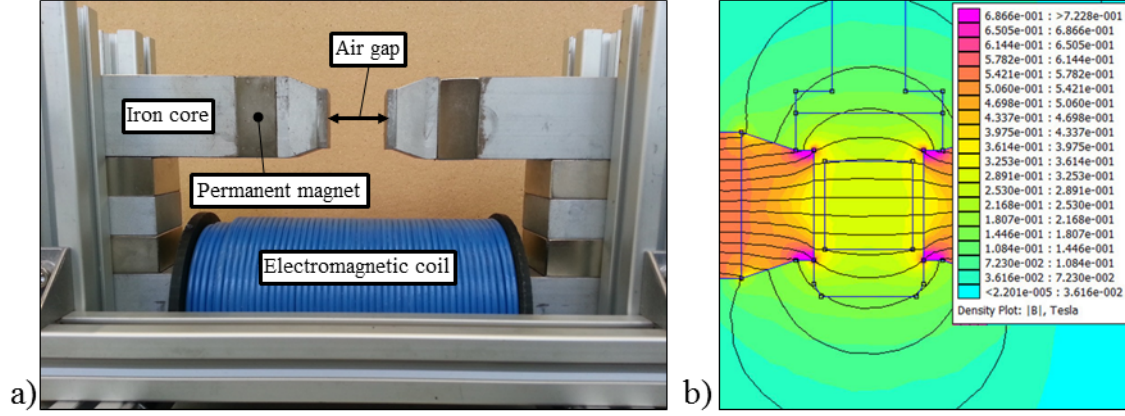 Air gap
Iron core
Permanent magnet
Electromagnetic coil
a)
6.866e-001 : >7.228e-001
6.505e-001 : 6.866e-001
6.144e-001 : 6.505e-001
5.782e-001 : 6.144e-001
5.421e-001 : 5.782e-001
5.060e-001 : 5.421e-001
4.698e-001 : 5.060e-001
4.337e-001 : 4.698e-001
3.975e-001 : 4.337e-001
3.614e-001 : 3.975e-001
3.253e-001 : 3.614e-001
2.891e-001 : 3.253e-001
2.530e-001 : 2.891e-001
2.168e-001 : 2.530e-001
1.807e-001 : 2.168e-001
1.446e-001 : 1.807e-001
1.084e-001 : 1.446e-001
7.230e-002 : 1.084e-001
3.616e-002 : 7.230e-002
<2.201e-005 : 3.616e-002
Density Plot: |B|, Tesla
b)